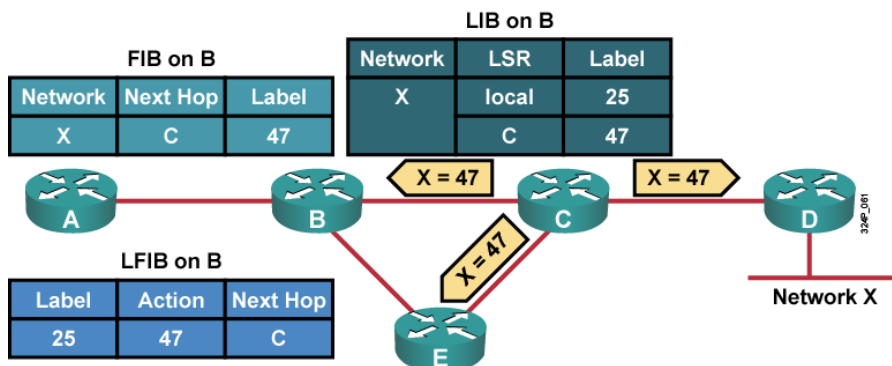 LIB on B
FIB on B
Network LSR Label
Network Next Hop Label
X local 25
X C 47
C 47
X = 47
X = 47
A
B
C
D
324P_061
X = 47
LFIB on B
Label Action Next Hop
Network X
25 47 C
E